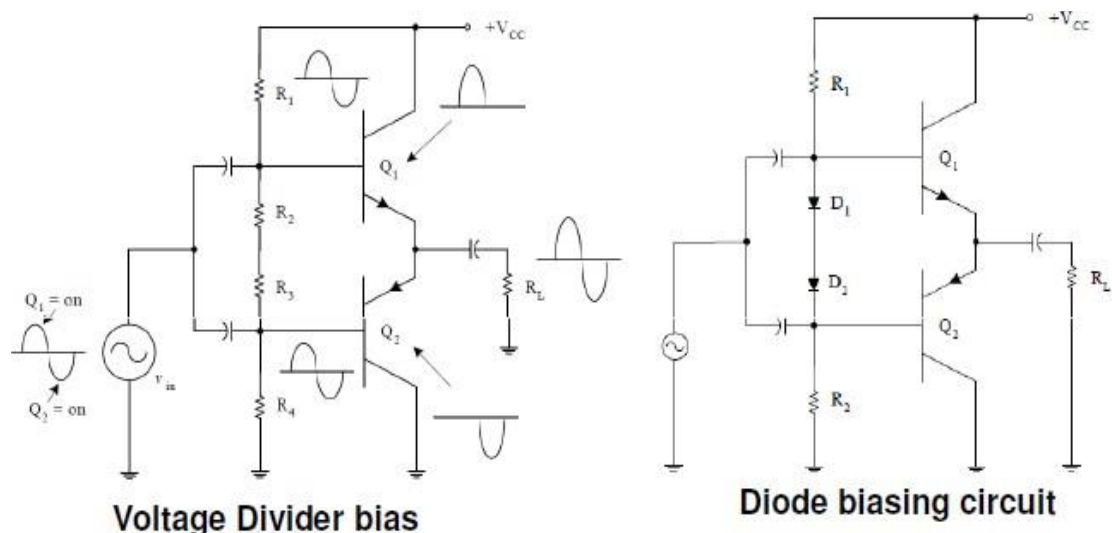 +V_CC
R_1
Q_1
R_2
R_3
R_L
Q_1 = on
v_in
Q_2
Q_2 = on
R_4
Voltage Divider bias
+V_CC
R_1
Q_1
D_1
D_2
R_L
Q_2
R_2
Diode biasing circuit